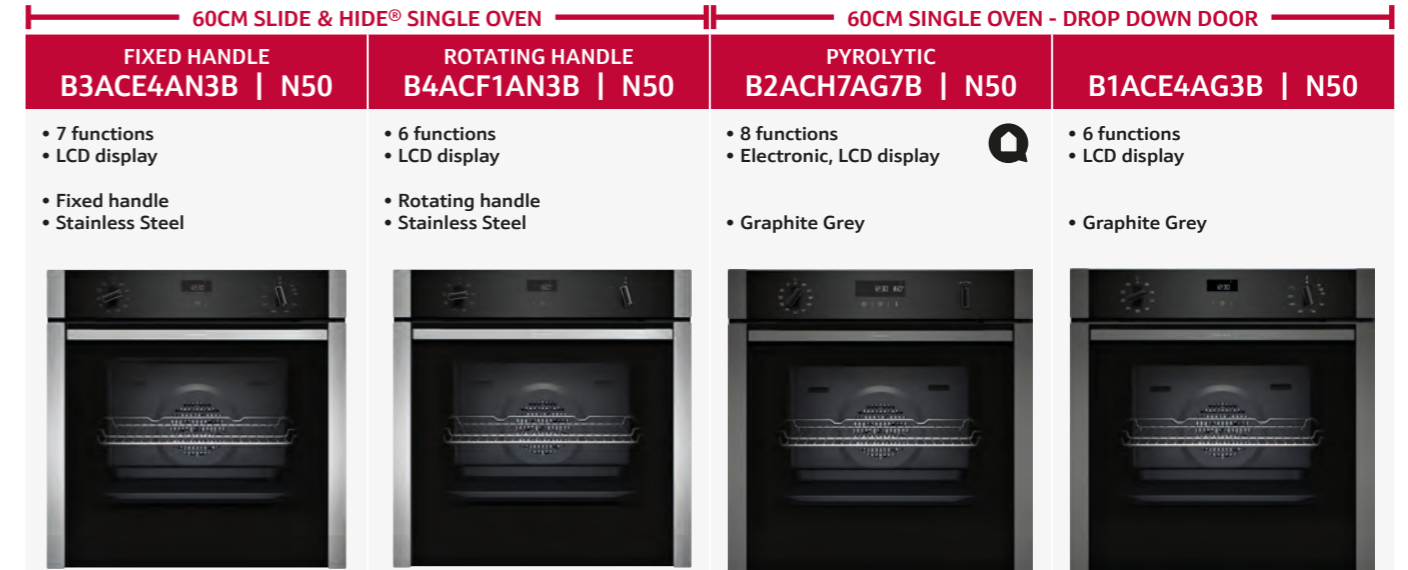 60CM SLIDE & HIDE® SINGLE OVEN
60CM SINGLE OVEN - DROP DOWN DOOR
FIXED HANDLE
B3ACE4AN3B | N50
• 7 functions
• LCD display
• Fixed handle
• Stainless Steel
ROTATING HANDLE
B4ACF1AN3B | N50
• 6 functions
• LCD display
• Rotating handle
• Stainless Steel
PYROLYTIC
B2ACH7AG7B | N50
• 8 functions
• Electronic, LCD display
• Graphite Grey
B1ACE4AG3B | N50
• 6 functions
• LCD display
• Graphite Grey